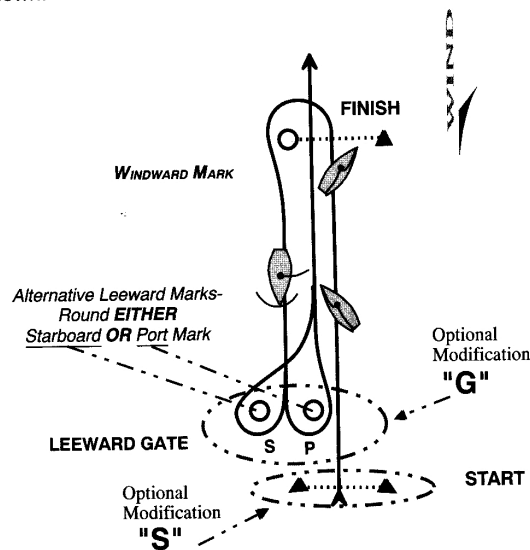 WIND
FINISH
WINDWARD MARK
Alternative Leeward Marks-
Round EITHER
Starboard OR Port Mark
Optional
Modification
"G"
LEEWARD GATE
S P
START
Optional
Modification
"S"